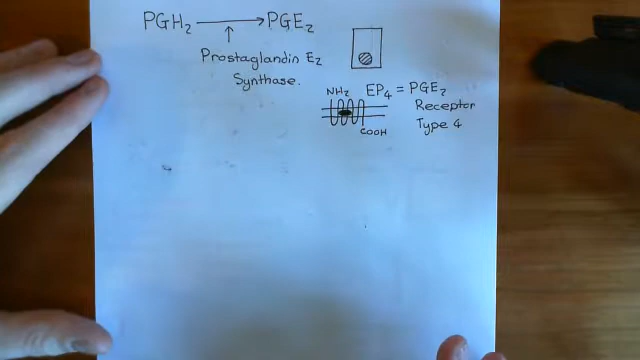 PGH₂ → PGE₂
Prostaglandin E₂
Synthase.
NH₂ EP₄ = PGE₂
Receptor
Type 4
COOH